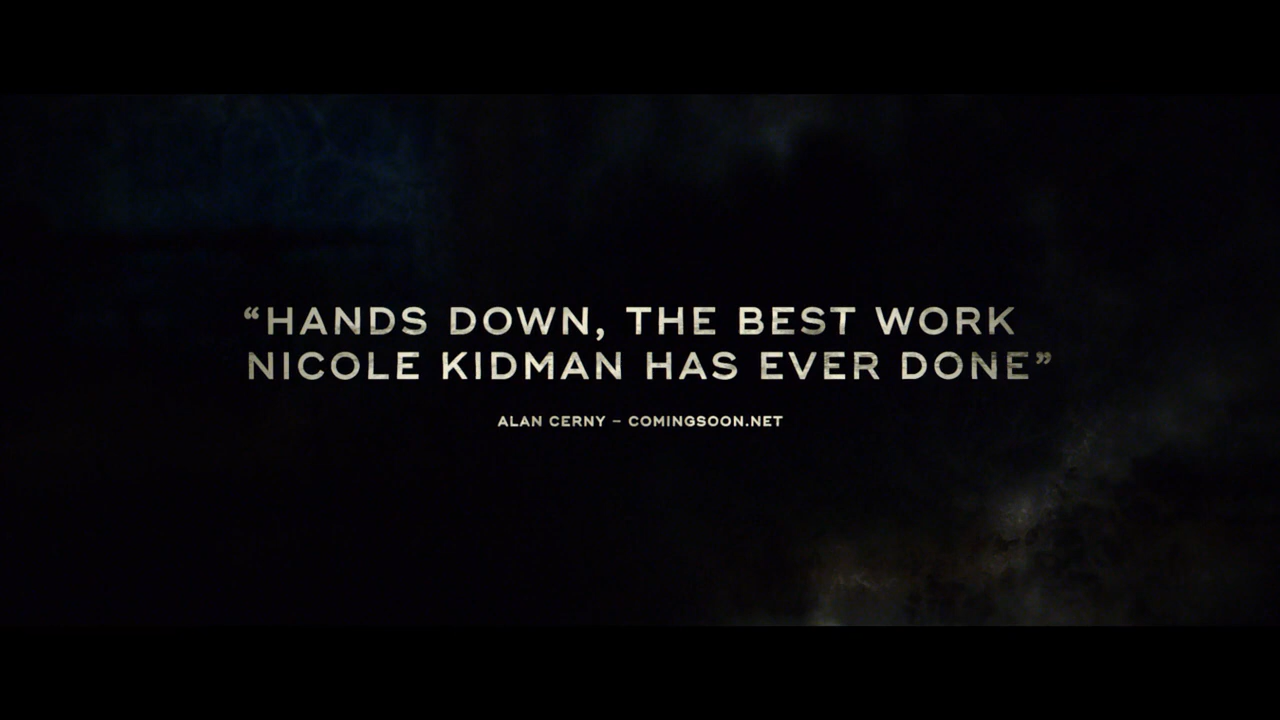 “HANDS DOWN, THE BEST WORK
NICOLE KIDMAN HAS EVER DONE”
ALAN CERNY – COMINGSOON.NET